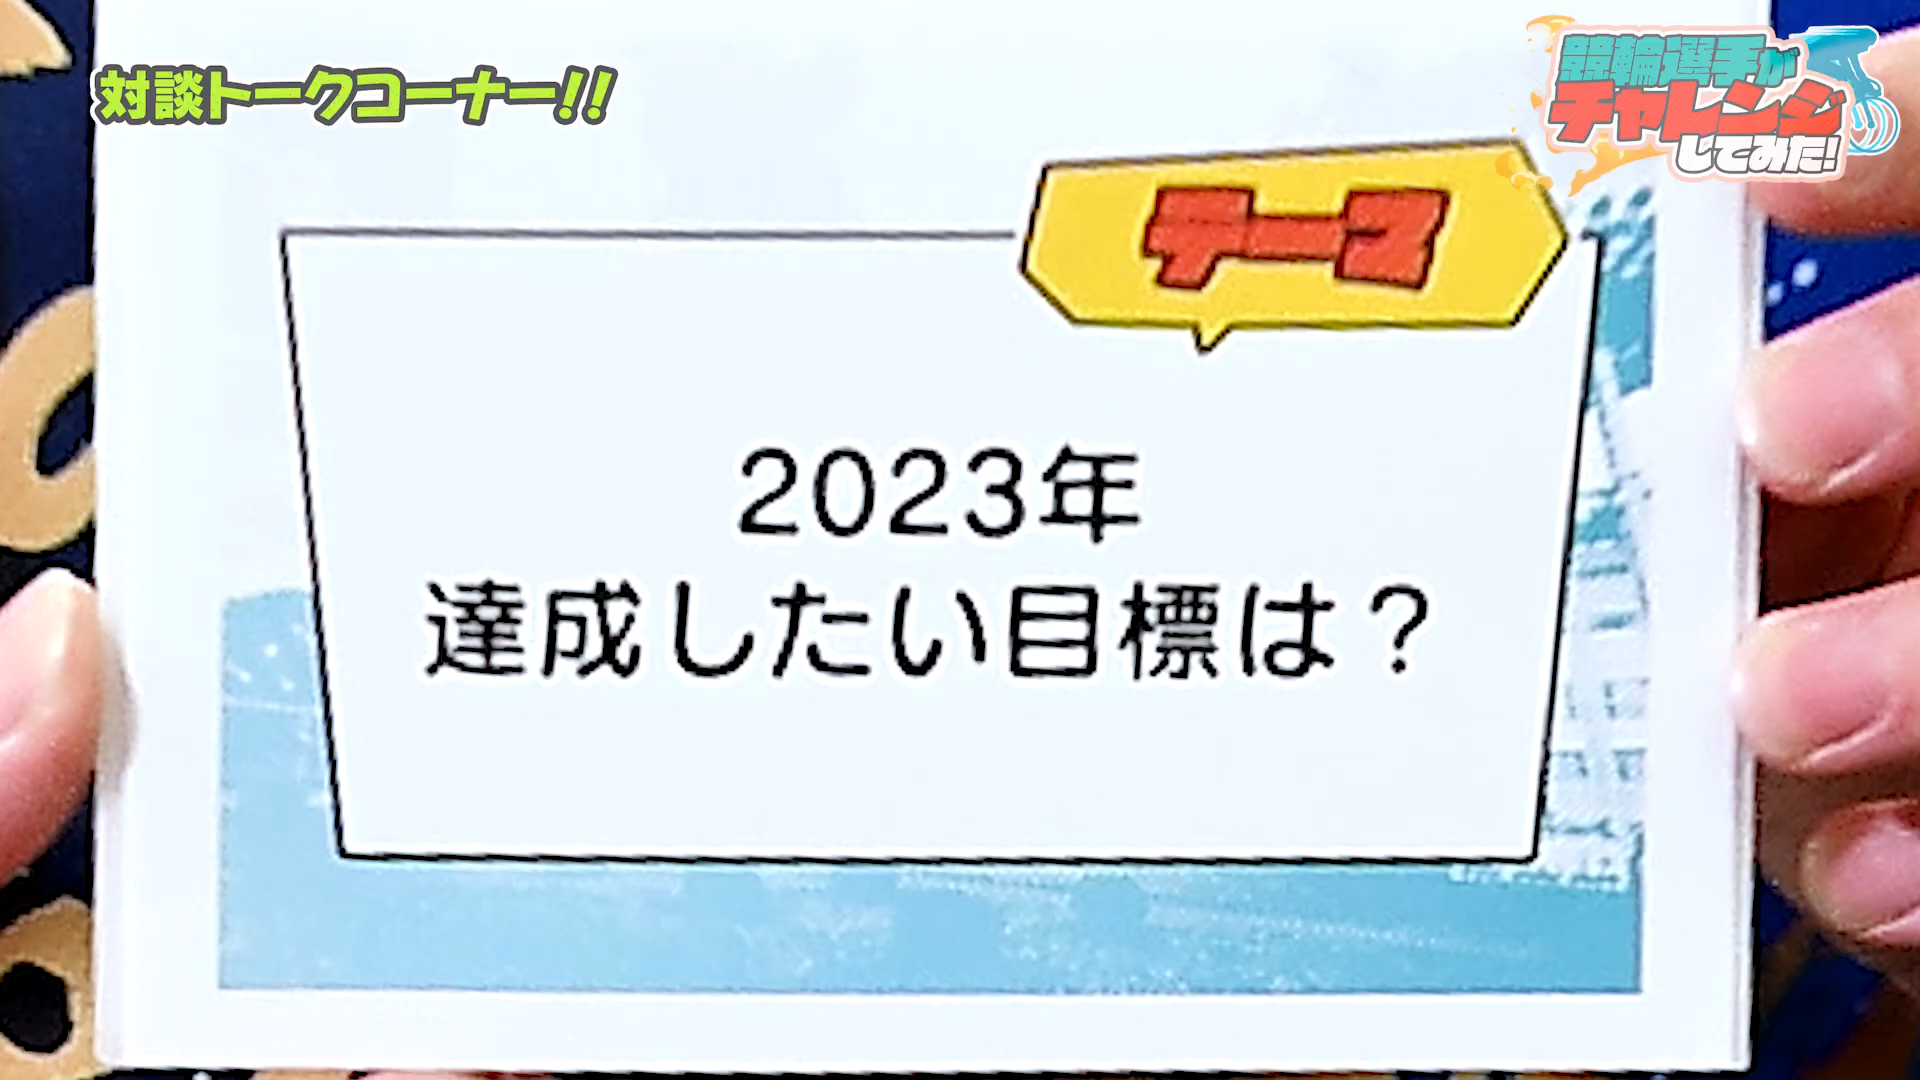 対談トークコーナー!!
競輪選手が
チャレンジ
してみた!
テーマ
2023年
達成したい目標は？